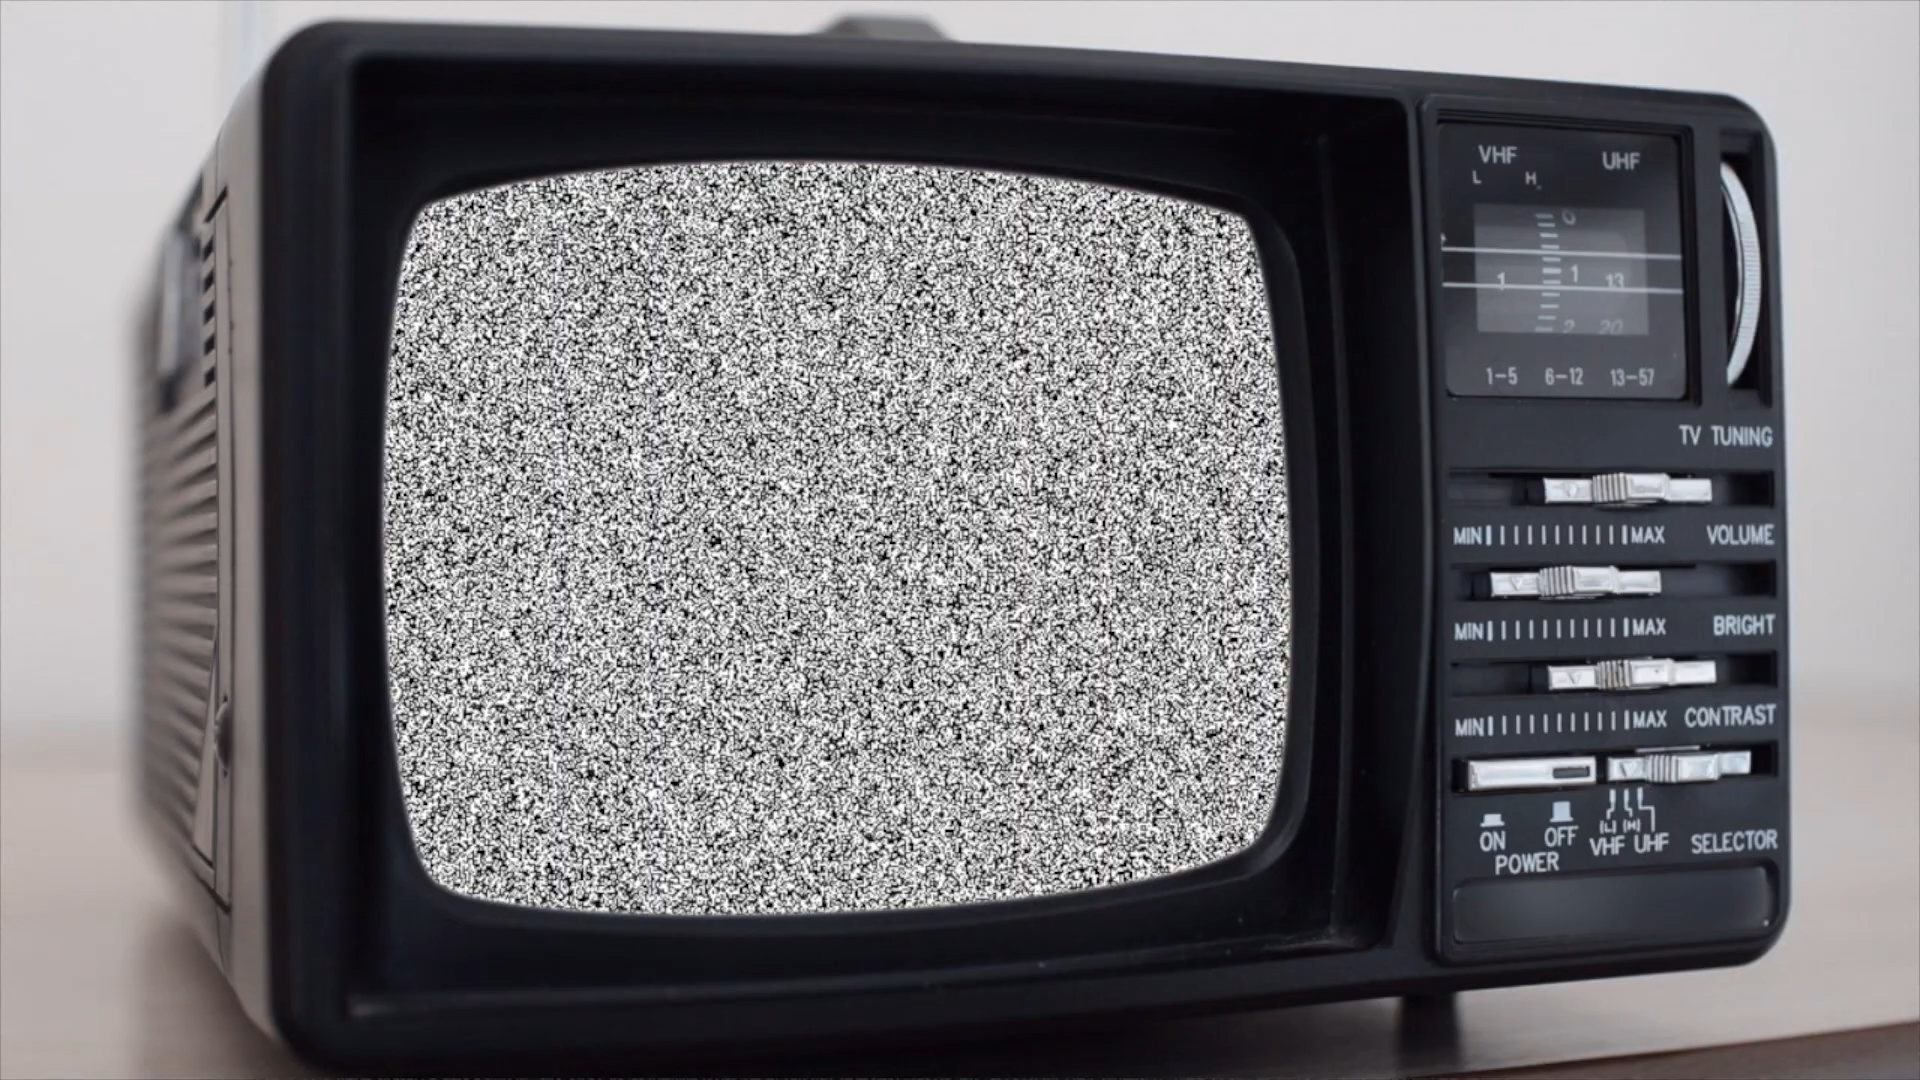 VHF UHF
L H
0
1 1 13
2 20
1-5 6-12 13-57
TV TUNING
MIN MAX VOLUME
MIN MAX BRIGHT
MIN MAX CONTRAST
ON OFF
POWER
(L) (H)
VHF UHF
SELECTOR